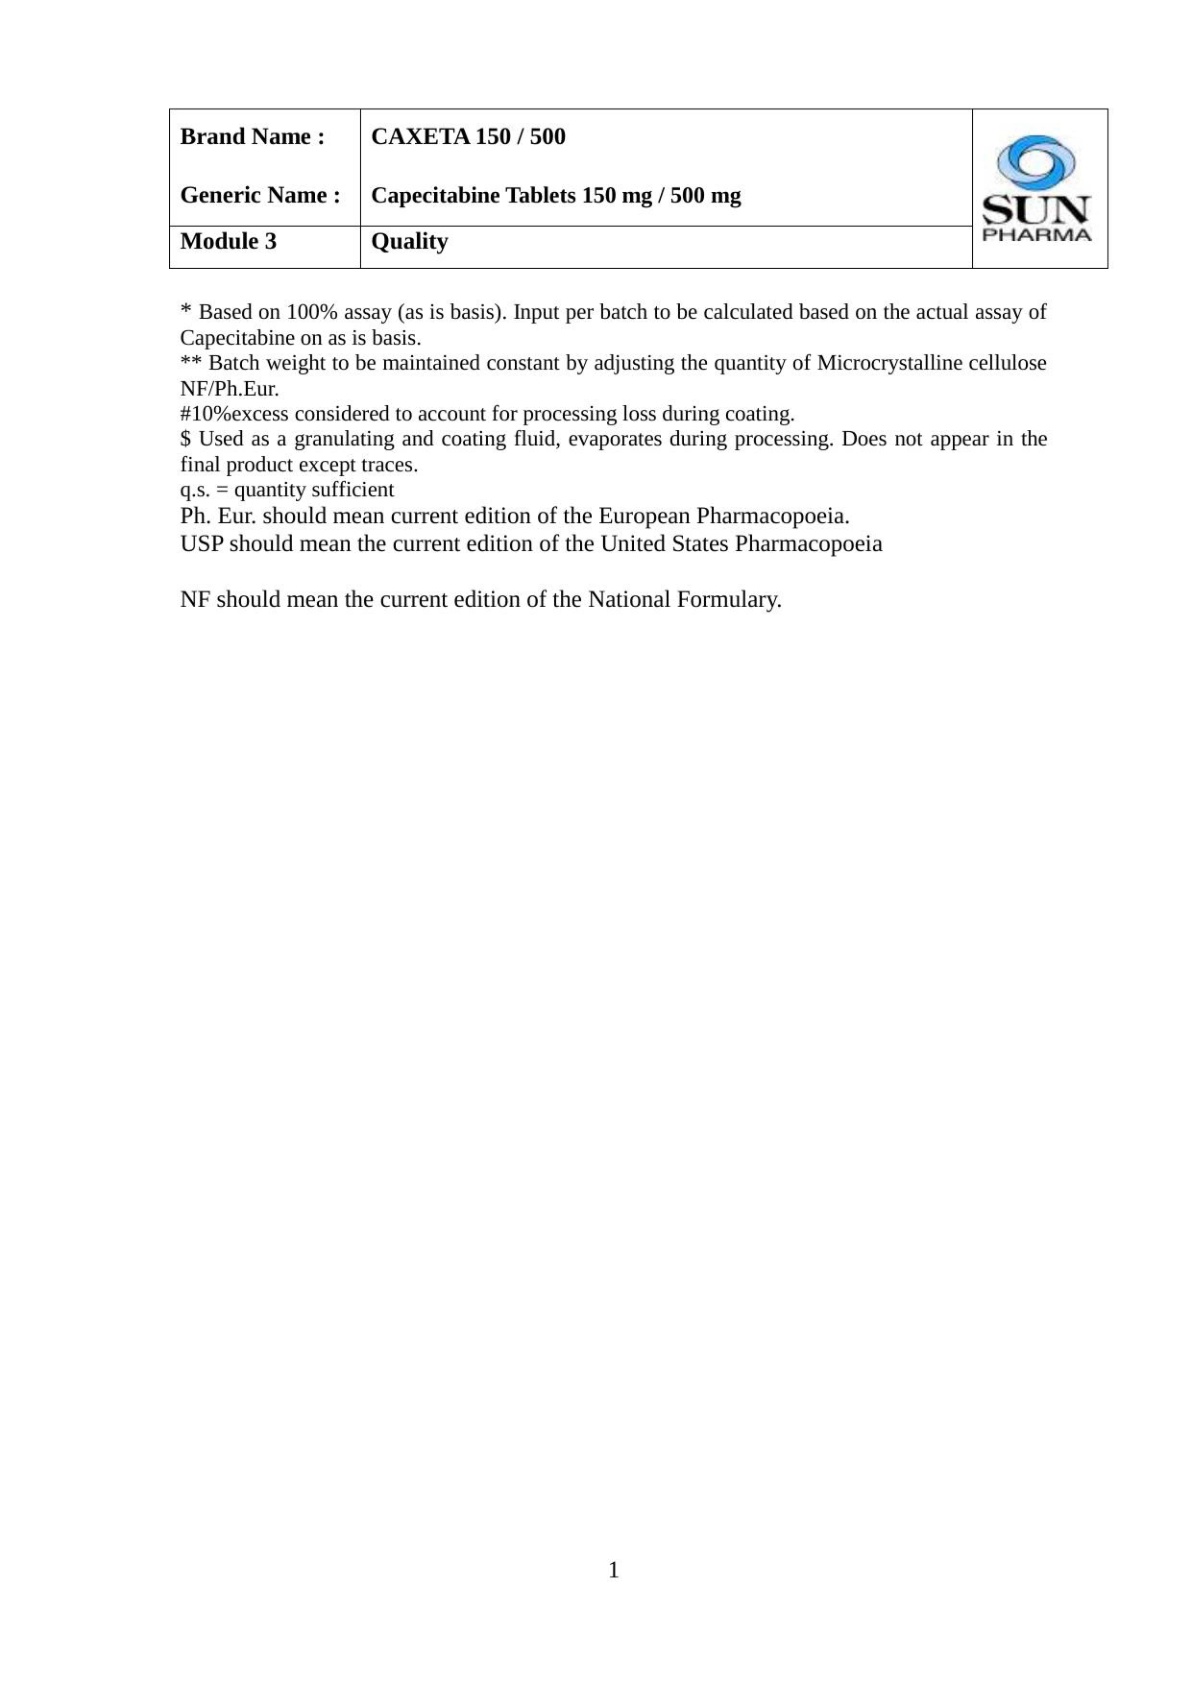 Brand Name : CAXETA 150 / 500
Generic Name : Capecitabine Tablets 150 mg / 500 mg
Module 3 Quality
SUN
PHARMA
* Based on 100% assay (as is basis). Input per batch to be calculated based on the actual assay of
Capecitabine on as is basis.
** Batch weight to be maintained constant by adjusting the quantity of Microcrystalline cellulose
NF/Ph.Eur.
#10%excess considered to account for processing loss during coating.
$ Used as a granulating and coating fluid, evaporates during processing. Does not appear in the
final product except traces.
q.s. = quantity sufficient
Ph. Eur. should mean current edition of the European Pharmacopoeia.
USP should mean the current edition of the United States Pharmacopoeia
NF should mean the current edition of the National Formulary.
1